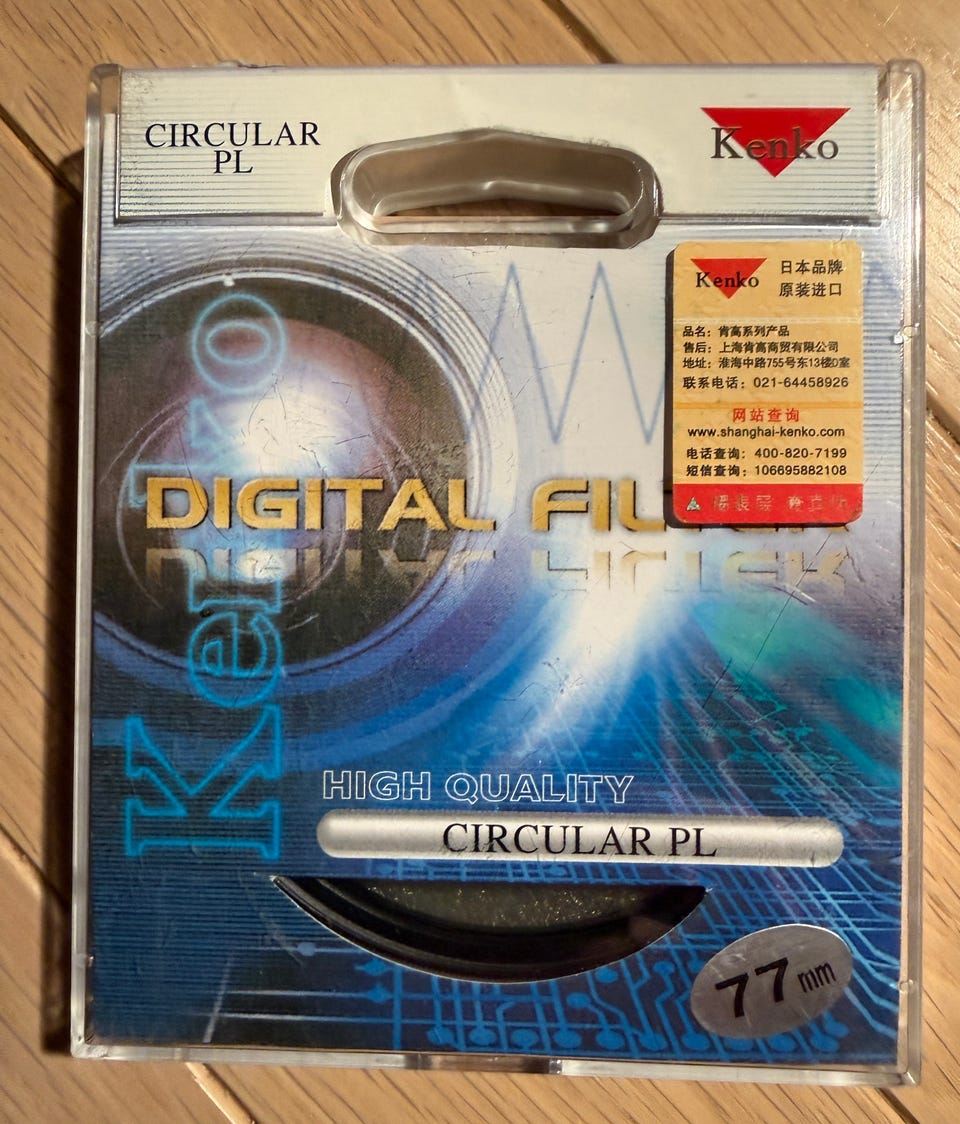 CIRCULAR
PL
Kenko
Kenko
日本品牌
原装进口
品名：肯高系列产品
售后：上海肯高商贸有限公司
地址：淮海中路755号东13楼D室
联系电话：021-64458926
网站查询
www.shanghai-kenko.com
电话查询：400-820-7199
短信查询：106695882108
Kenko
DIGITAL FILTER
HIGH QUALITY
CIRCULAR PL
77mm